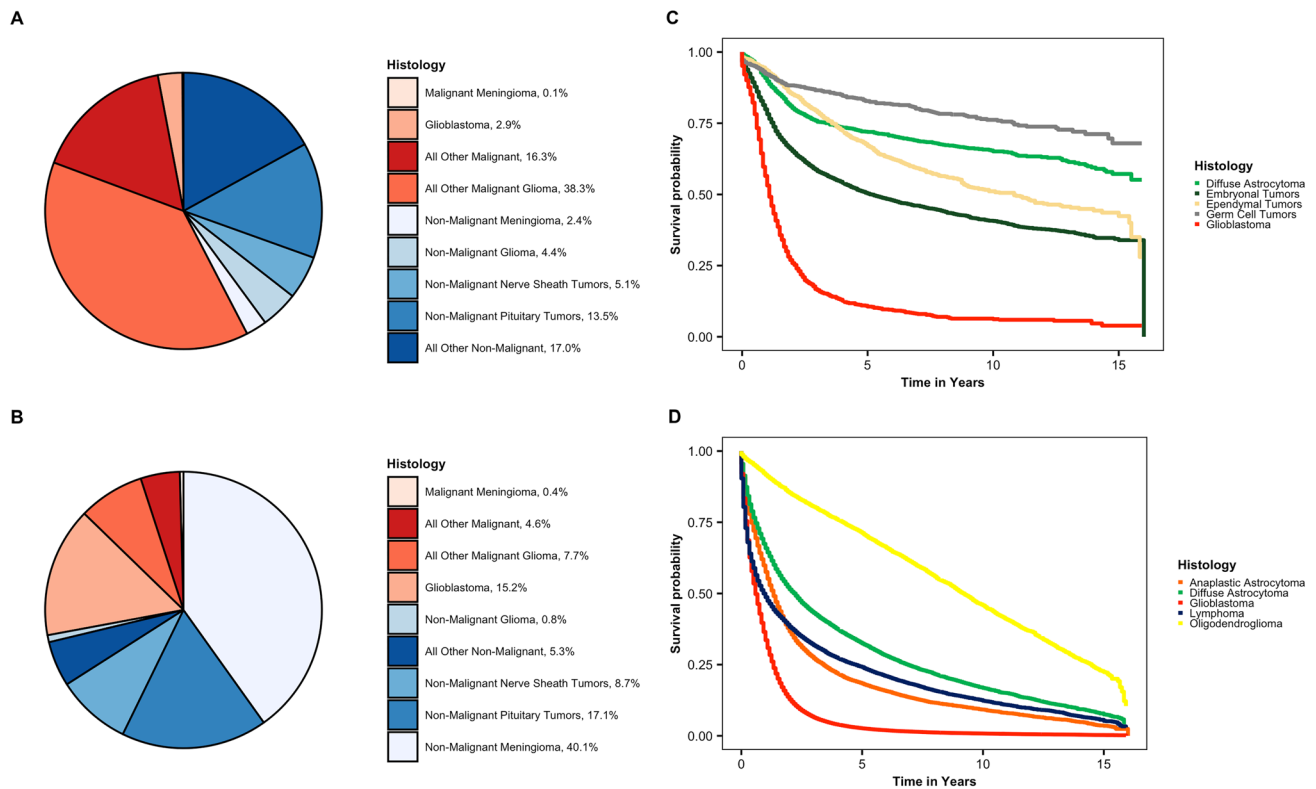 A
Histology
Malignant Meningioma, 0.1%
Glioblastoma, 2.9%
All Other Malignant, 16.3%
All Other Malignant Glioma, 38.3%
Non-Malignant Meningioma, 2.4%
Non-Malignant Glioma, 4.4%
Non-Malignant Nerve Sheath Tumors, 5.1%
Non-Malignant Pituitary Tumors, 13.5%
All Other Non-Malignant, 17.0%
B
Histology
Malignant Meningioma, 0.4%
All Other Malignant, 4.6%
All Other Malignant Glioma, 7.7%
Glioblastoma, 15.2%
Non-Malignant Glioma, 0.8%
All Other Non-Malignant, 5.3%
Non-Malignant Nerve Sheath Tumors, 8.7%
Non-Malignant Pituitary Tumors, 17.1%
Non-Malignant Meningioma, 40.1%
C
Survival probability
1.00
0.75
0.50
0.25
0.00
0 5 10 15
Time in Years
Histology
Diffuse Astrocytoma
Embryonal Tumors
Ependymal Tumors
Germ Cell Tumors
Glioblastoma
D
Survival probability
1.00
0.75
0.50
0.25
0.00
0 5 10 15
Time in Years
Histology
Anaplastic Astrocytoma
Diffuse Astrocytoma
Glioblastoma
Lymphoma
Oligodendroglioma